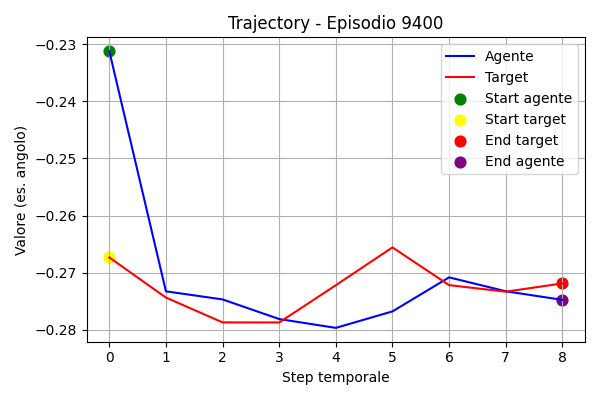 Trajectory - Episodio 9400
Valore (es. angolo)
−0.23
−0.24
−0.25
−0.26
−0.27
−0.28
Agente
Target
Start agente
Start target
End target
End agente
0 1 2 3 4 5 6 7 8
Step temporale